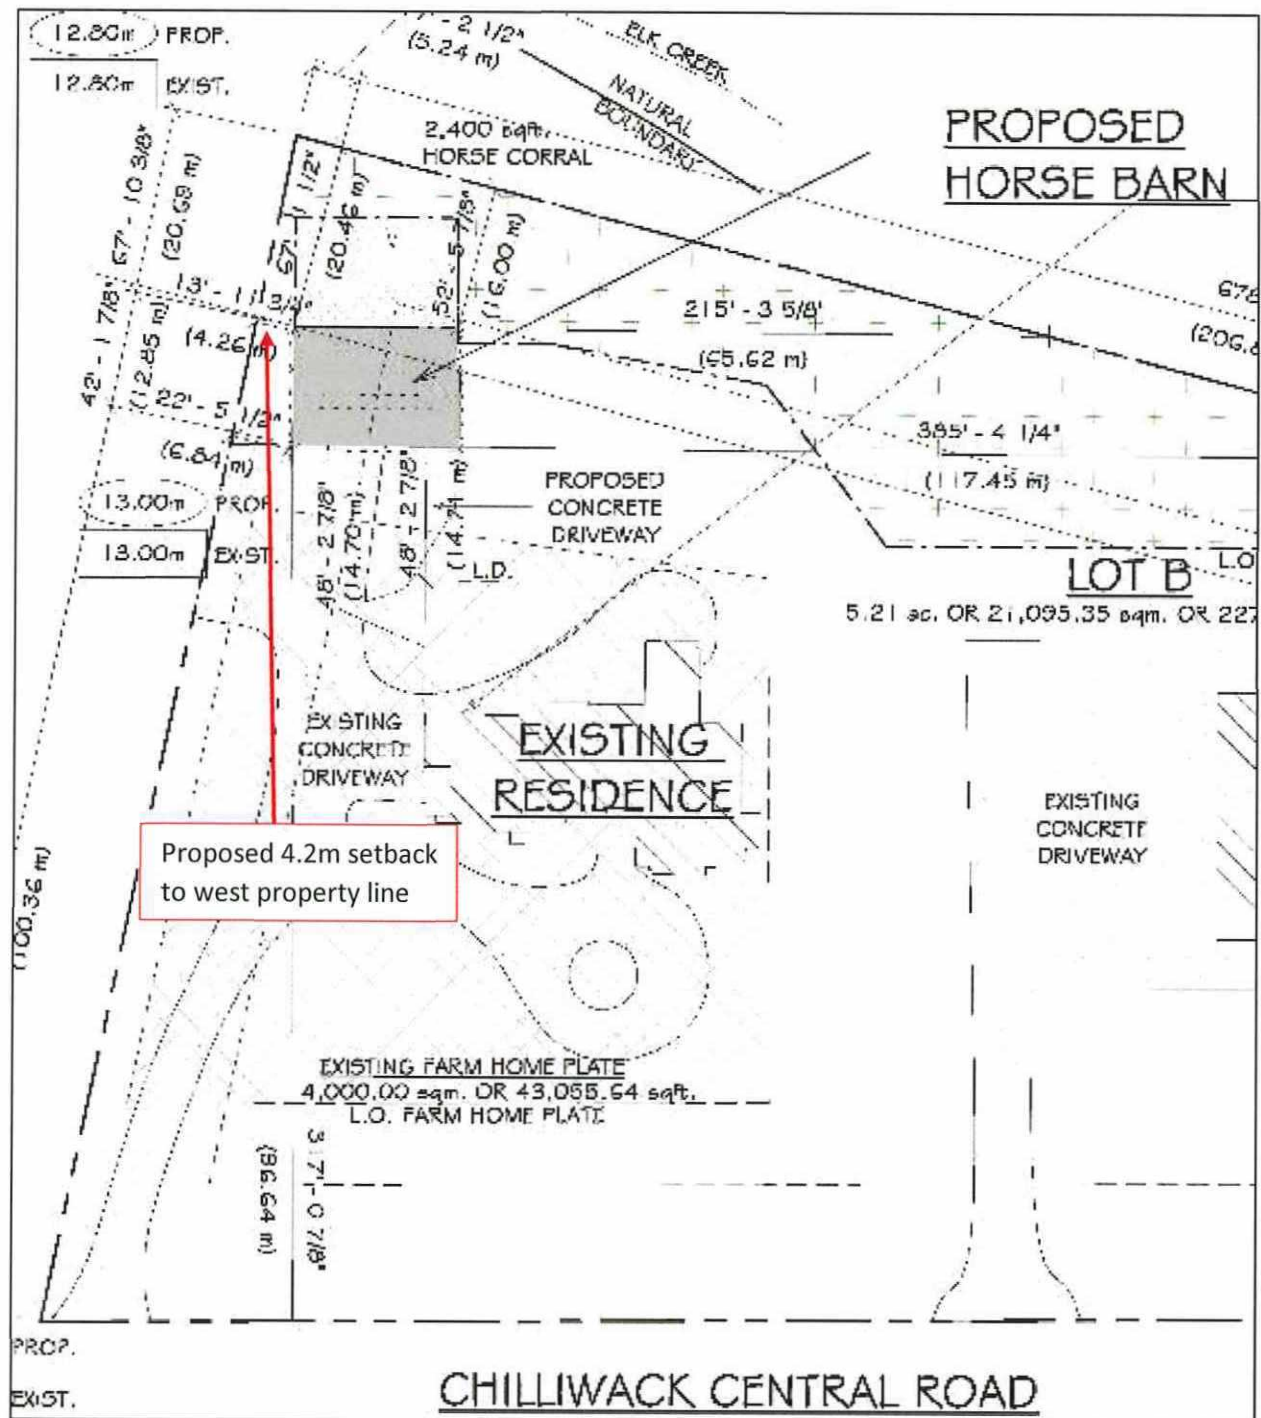 12.80m PROP.
12.80m EXIST.
- 2 1/2"
(5.24 m)
ELK CREEK
NATURAL
BOUNDARY
2,400 sqft.
HORSE CORRAL
PROPOSED
HORSE BARN
67' - 10 3/8"
(20.69 m)
67'
1 1/2"
(20.46 m)
52' - 5 7/8"
(16.00 m)
13' - 11 3/4"
(4.26 m)
42' - 1 7/8"
(12.85 m)
22' - 5 1/2"
(6.84 m)
215' - 3 5/8"
(65.62 m)
678
(206.8
385' - 4 1/4"
(117.45 m)
13.00m PROP.
13.00m EXIST.
48' - 2 7/8"
(14.70 m)
48' - 2 7/8"
(14.71 m)
PROPOSED
CONCRETE
DRIVEWAY
L.D.
LOT B
L.O
5.21 ac. OR 21,095.35 sqm. OR 227
EXISTING
CONCRETE
DRIVEWAY
EXISTING
RESIDENCE
EXISTING
CONCRETE
DRIVEWAY
Proposed 4.2m setback
to west property line
(100.36 m)
EXISTING FARM HOME PLATE
4,000.00 sqm. OR 43,055.64 sqft.
L.O. FARM HOME PLATE
317' - 0 7/8"
(96.64 m)
PROP.
EXIST.
CHILLIWACK CENTRAL ROAD